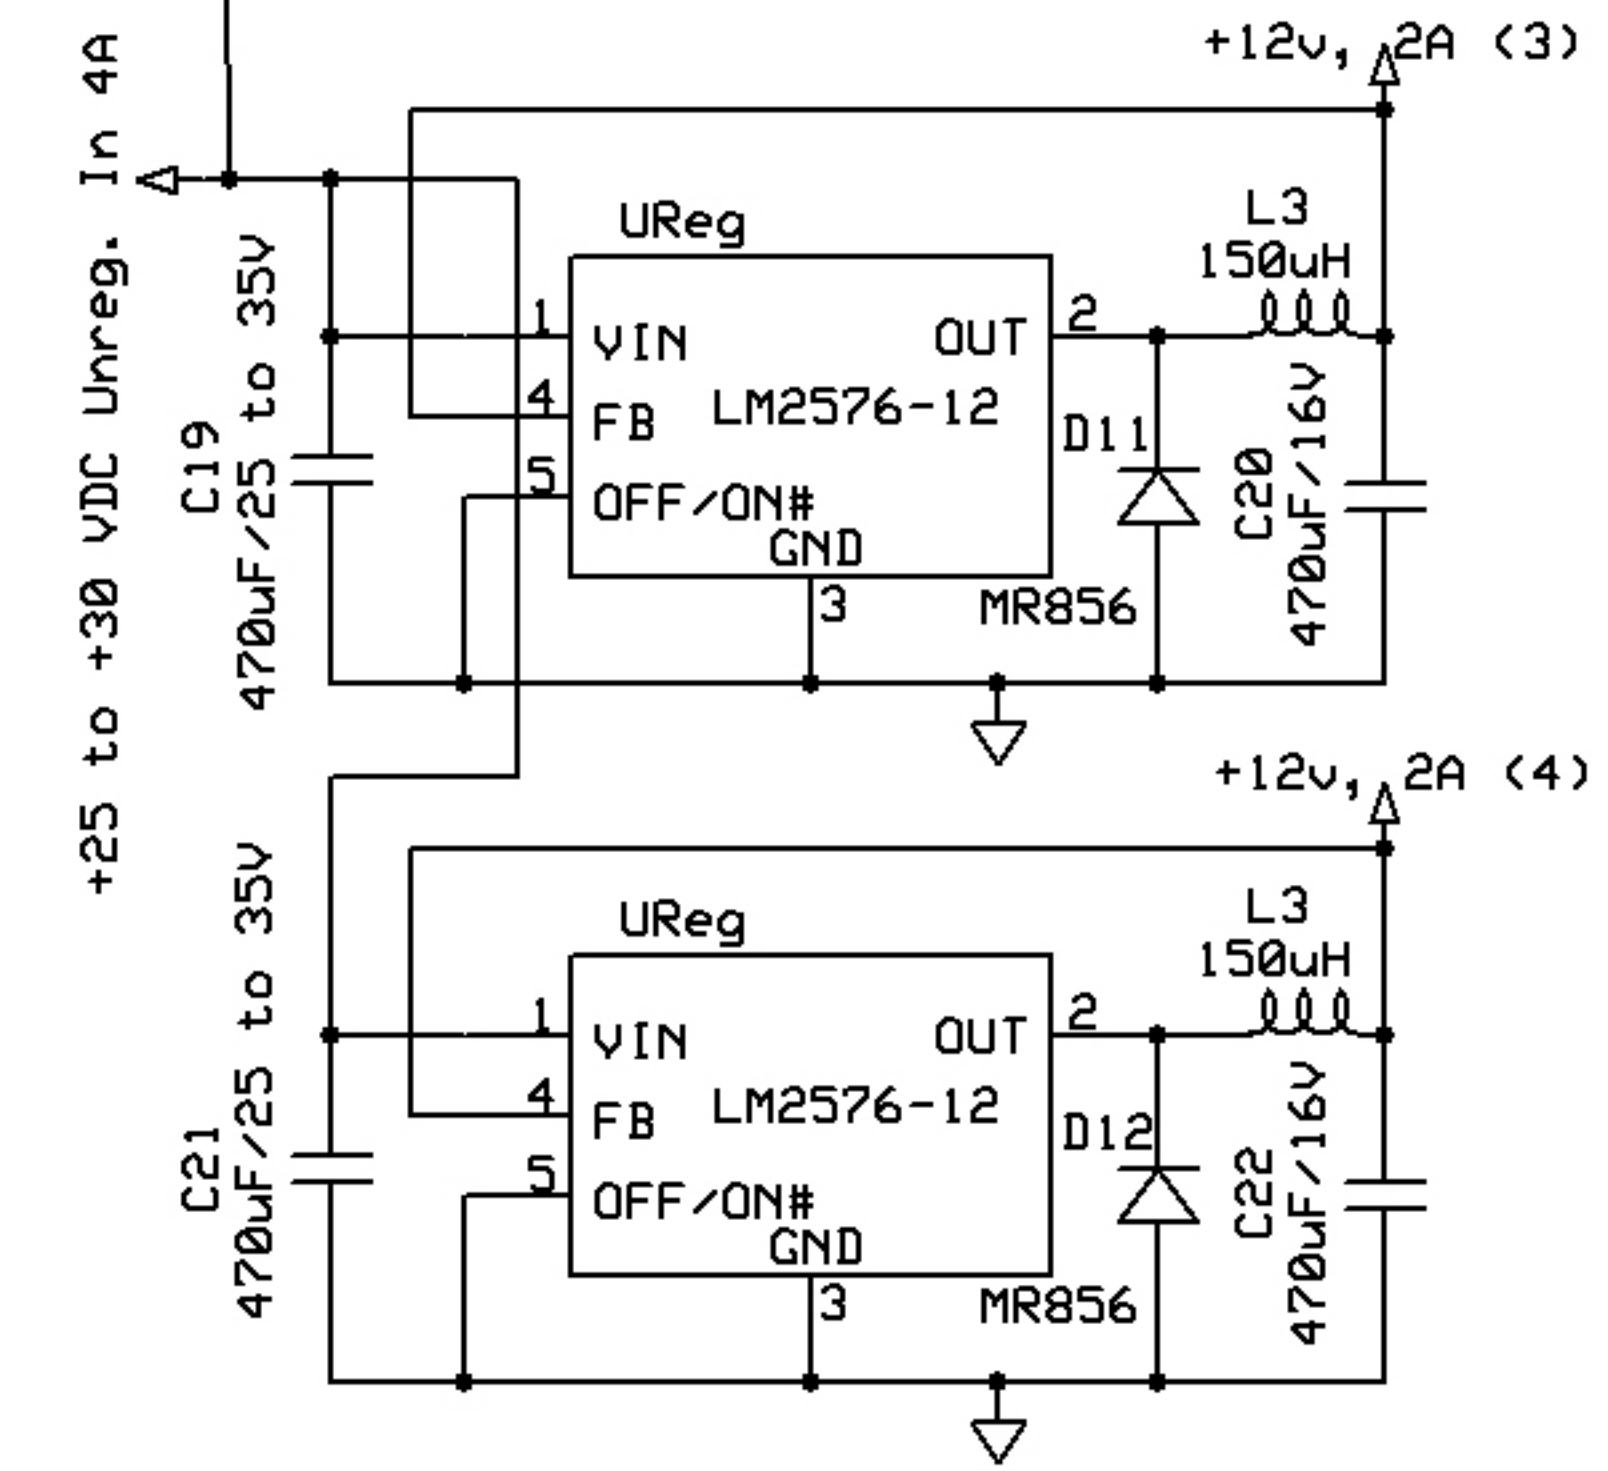 +25 to +30 VDC Unreg. In 4A
+12v, 2A (3)
UReg
L3
150uH
1
VIN
OUT
2
4
FB
LM2576-12
5
OFF/ON#
GND
3
D11
MR856
C19
470uF/25 to 35V
C20
470uF/16V
+12v, 2A (4)
UReg
L3
150uH
1
VIN
OUT
2
4
FB
LM2576-12
5
OFF/ON#
GND
3
D12
MR856
C21
470uF/25 to 35V
C22
470uF/16V